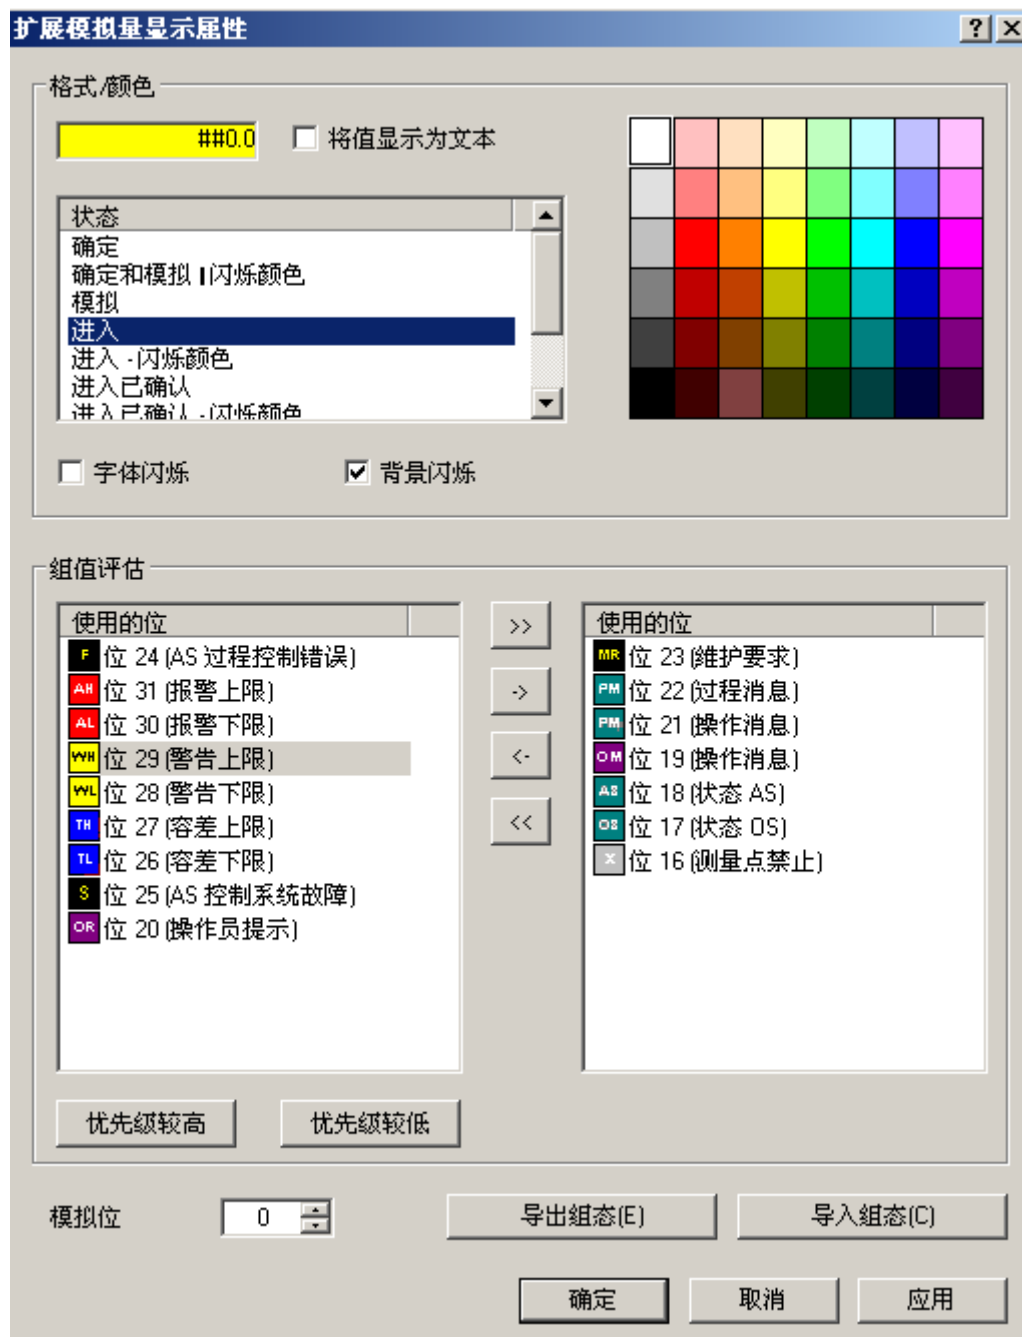 扩展模拟量显示属性
格式/颜色
##0.0
将值显示为文本
状态
确定
确定和模拟 - 闪烁颜色
模拟
进入
进入 - 闪烁颜色
进入已确认
进入已确认 - 闪烁颜色
字体闪烁
背景闪烁
组值评估
使用的位
F 位 24 (AS 过程控制错误)
AH 位 31 (报警上限)
AL 位 30 (报警下限)
WH 位 29 (警告上限)
WL 位 28 (警告下限)
TH 位 27 (容差上限)
TL 位 26 (容差下限)
S 位 25 (AS 控制系统故障)
OR 位 20 (操作员提示)
>>
->
<-
<<
使用的位
MR 位 23 (维护要求)
PM 位 22 (过程消息)
PM 位 21 (操作消息)
OM 位 19 (操作消息)
AS 位 18 (状态 AS)
OS 位 17 (状态 OS)
X 位 16 (测量点禁止)
优先级较高
优先级较低
模拟位
0
导出组态(E)
导入组态(C)
确定
取消
应用